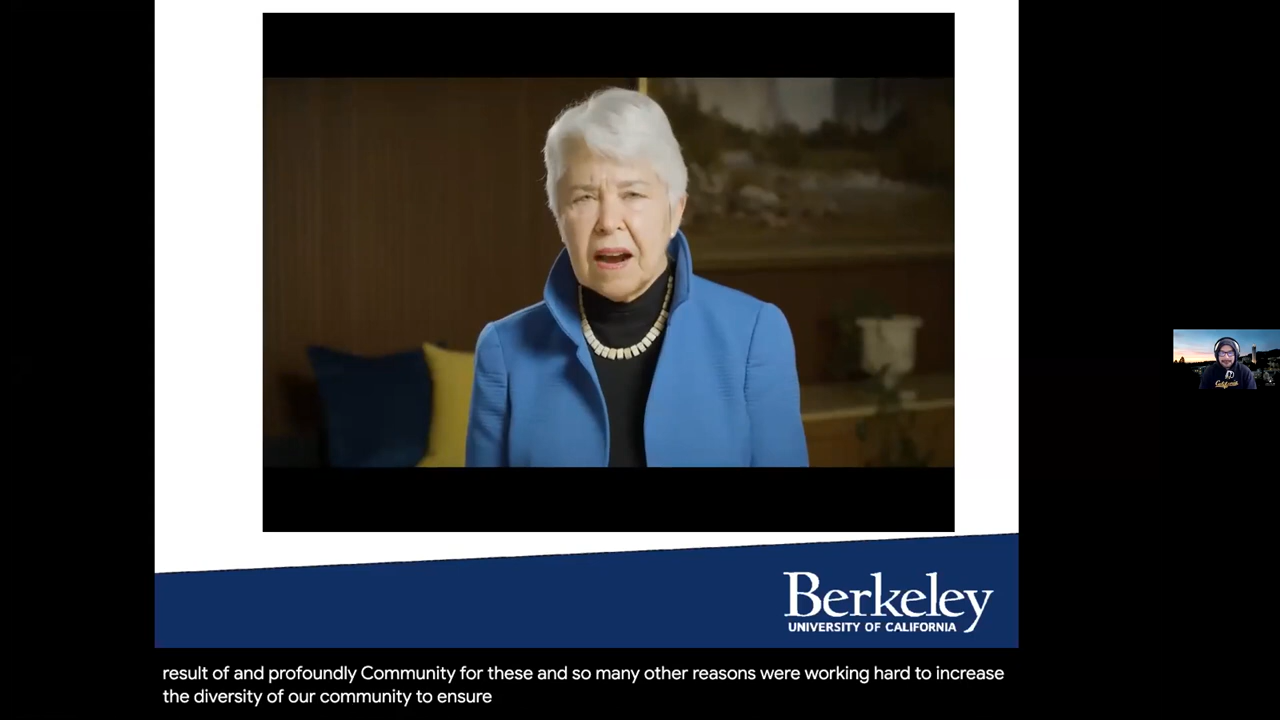 Berkeley
UNIVERSITY OF CALIFORNIA
result of and profoundly Community for these and so many other reasons were working hard to increase
the diversity of our community to ensure